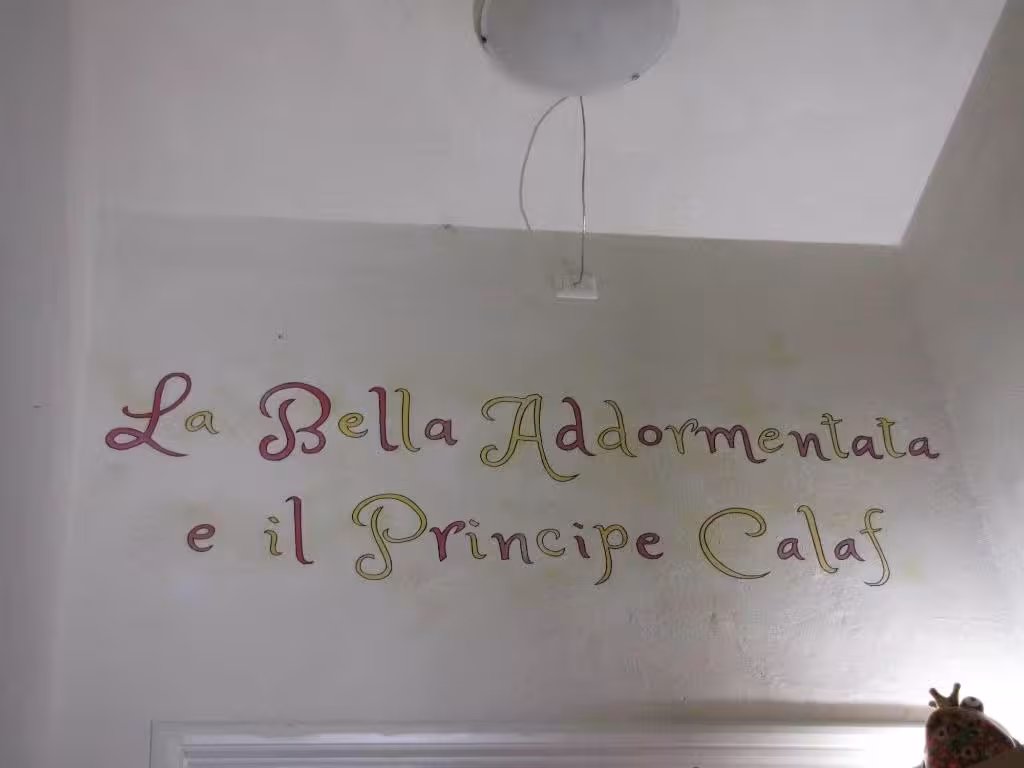 La Bella Addormentata
e il Principe Calaf